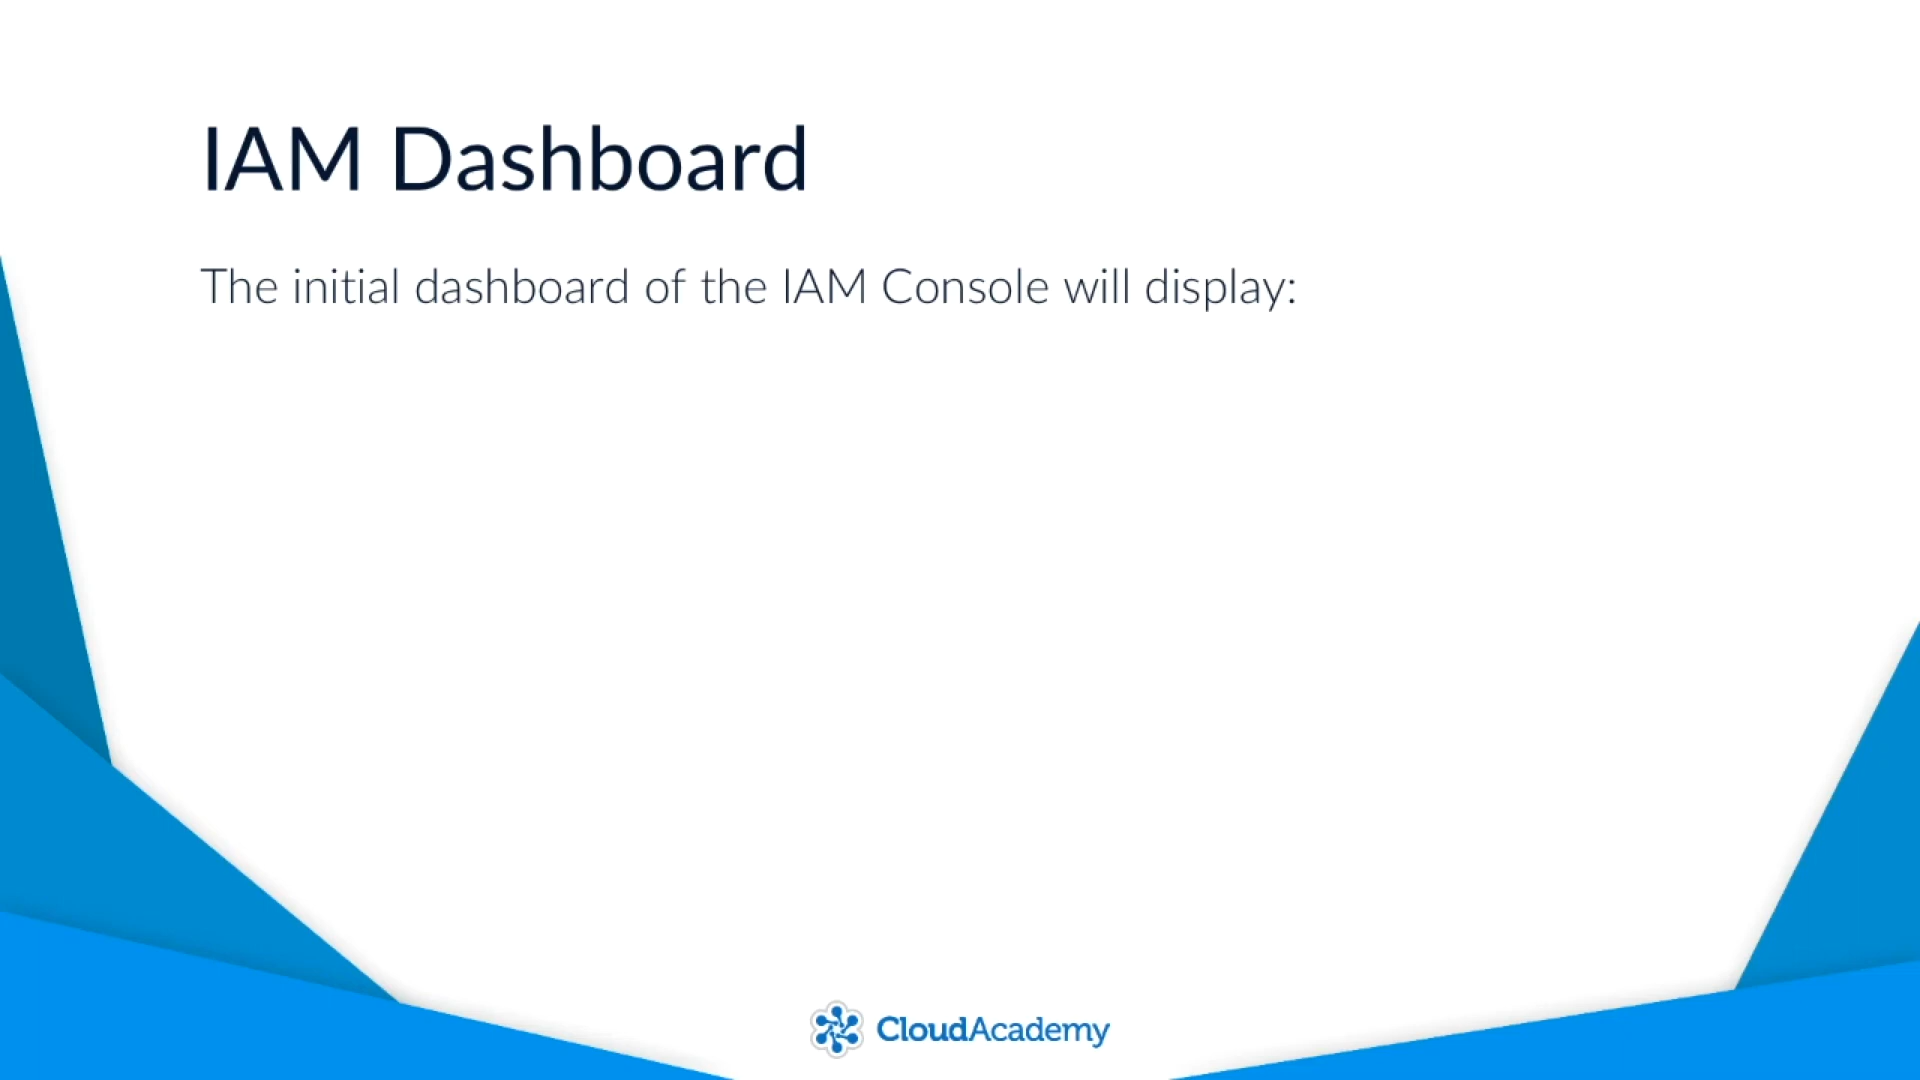 IAM Dashboard
The initial dashboard of the IAM Console will display:
CloudAcademy